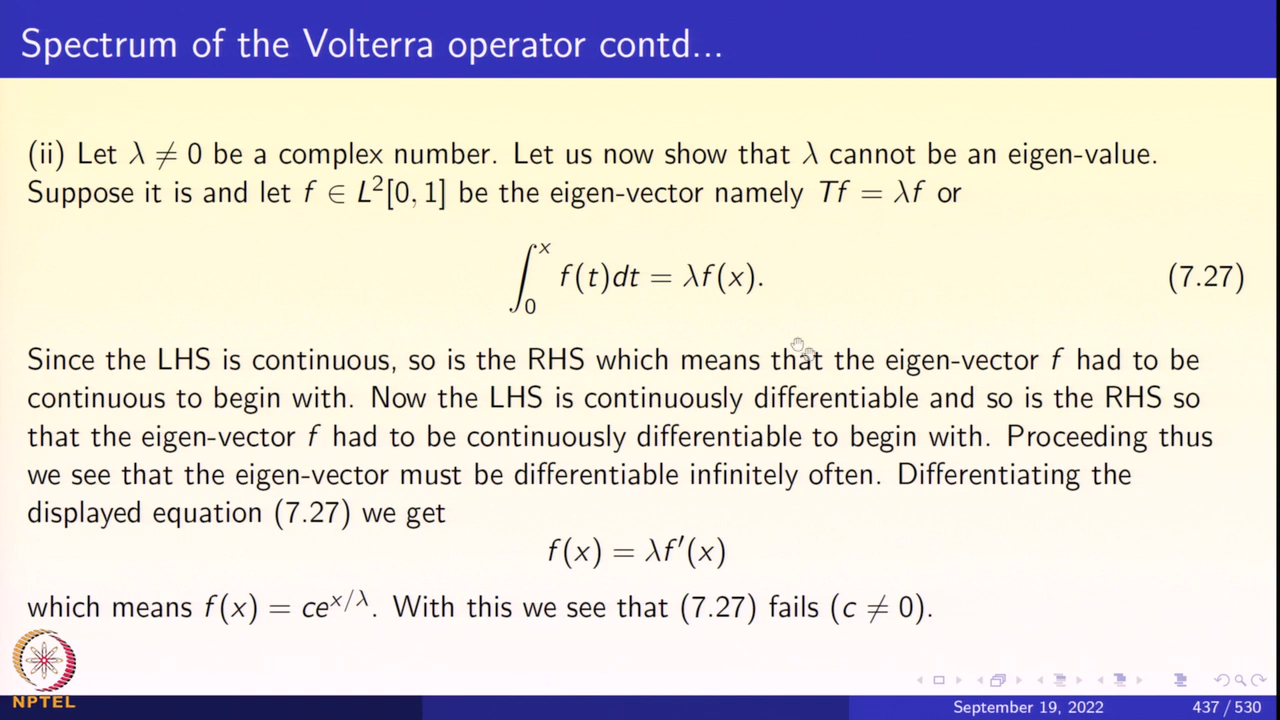 Spectrum of the Volterra operator contd...
(ii) Let λ ≠ 0 be a complex number. Let us now show that λ cannot be an eigen-value.
Suppose it is and let f ∈ L²[0, 1] be the eigen-vector namely Tf = λf or
∫₀ˣ f(t)dt = λf(x). (7.27)
Since the LHS is continuous, so is the RHS which means that the eigen-vector f had to be
continuous to begin with. Now the LHS is continuously differentiable and so is the RHS so
that the eigen-vector f had to be continuously differentiable to begin with. Proceeding thus
we see that the eigen-vector must be differentiable infinitely often. Differentiating the
displayed equation (7.27) we get
f(x) = λf′(x)
which means f(x) = ce^{x/λ}. With this we see that (7.27) fails (c ≠ 0).
NPTEL
September 19, 2022 437 / 530